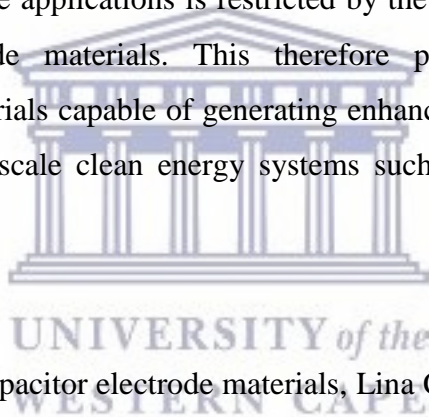 e applications is restricted by the
de materials. This therefore p
rials capable of generating enhanc
scale clean energy systems such
UNIVERSITY of the
pacitor electrode materials, Lina
WESTERN CAPE